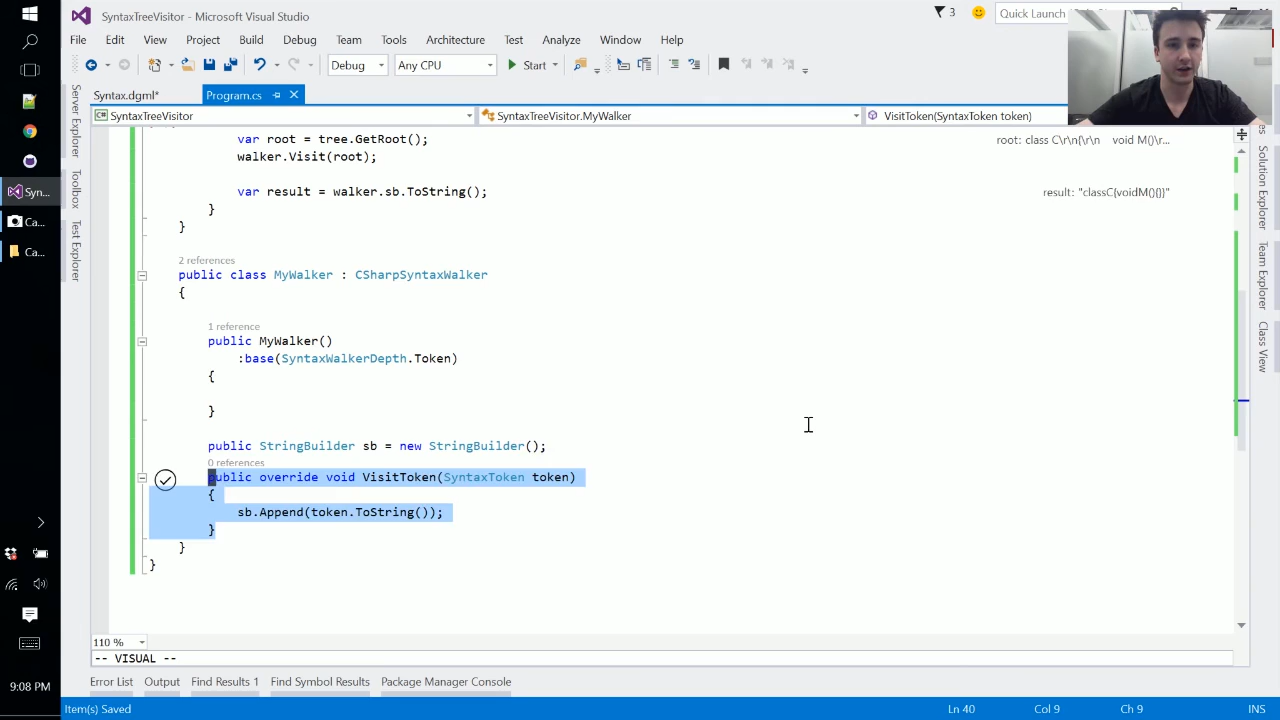 SyntaxTreeVisitor - Microsoft Visual Studio
3
Quick Launch
File Edit View Project Build Debug Team Tools Architecture Test Analyze Window Help
Debug Any CPU Start
Syntax.dgml* Program.cs
SyntaxTreeVisitor SyntaxTreeVisitor.MyWalker VisitToken(SyntaxToken token)
var root = tree.GetRoot(); root: class C\r\n{\r\n void M()\r...
walker.Visit(root);
var result = walker.sb.ToString(); result: "classC{voidM(){}}"
}
}
2 references
public class MyWalker : CSharpSyntaxWalker
{
1 reference
public MyWalker()
:base(SyntaxWalkerDepth.Token)
{
}
public StringBuilder sb = new StringBuilder();
0 references
public override void VisitToken(SyntaxToken token)
{
sb.Append(token.ToString());
}
}
}
110 %
-- VISUAL --
Error List Output Find Results 1 Find Symbol Results Package Manager Console
Item(s) Saved Ln 40 Col 9 Ch 9 INS
Server Explorer
Toolbox
Test Explorer
Solution Explorer
Team Explorer
Class View
Syn...
Ca...
Ca...
9:08 PM